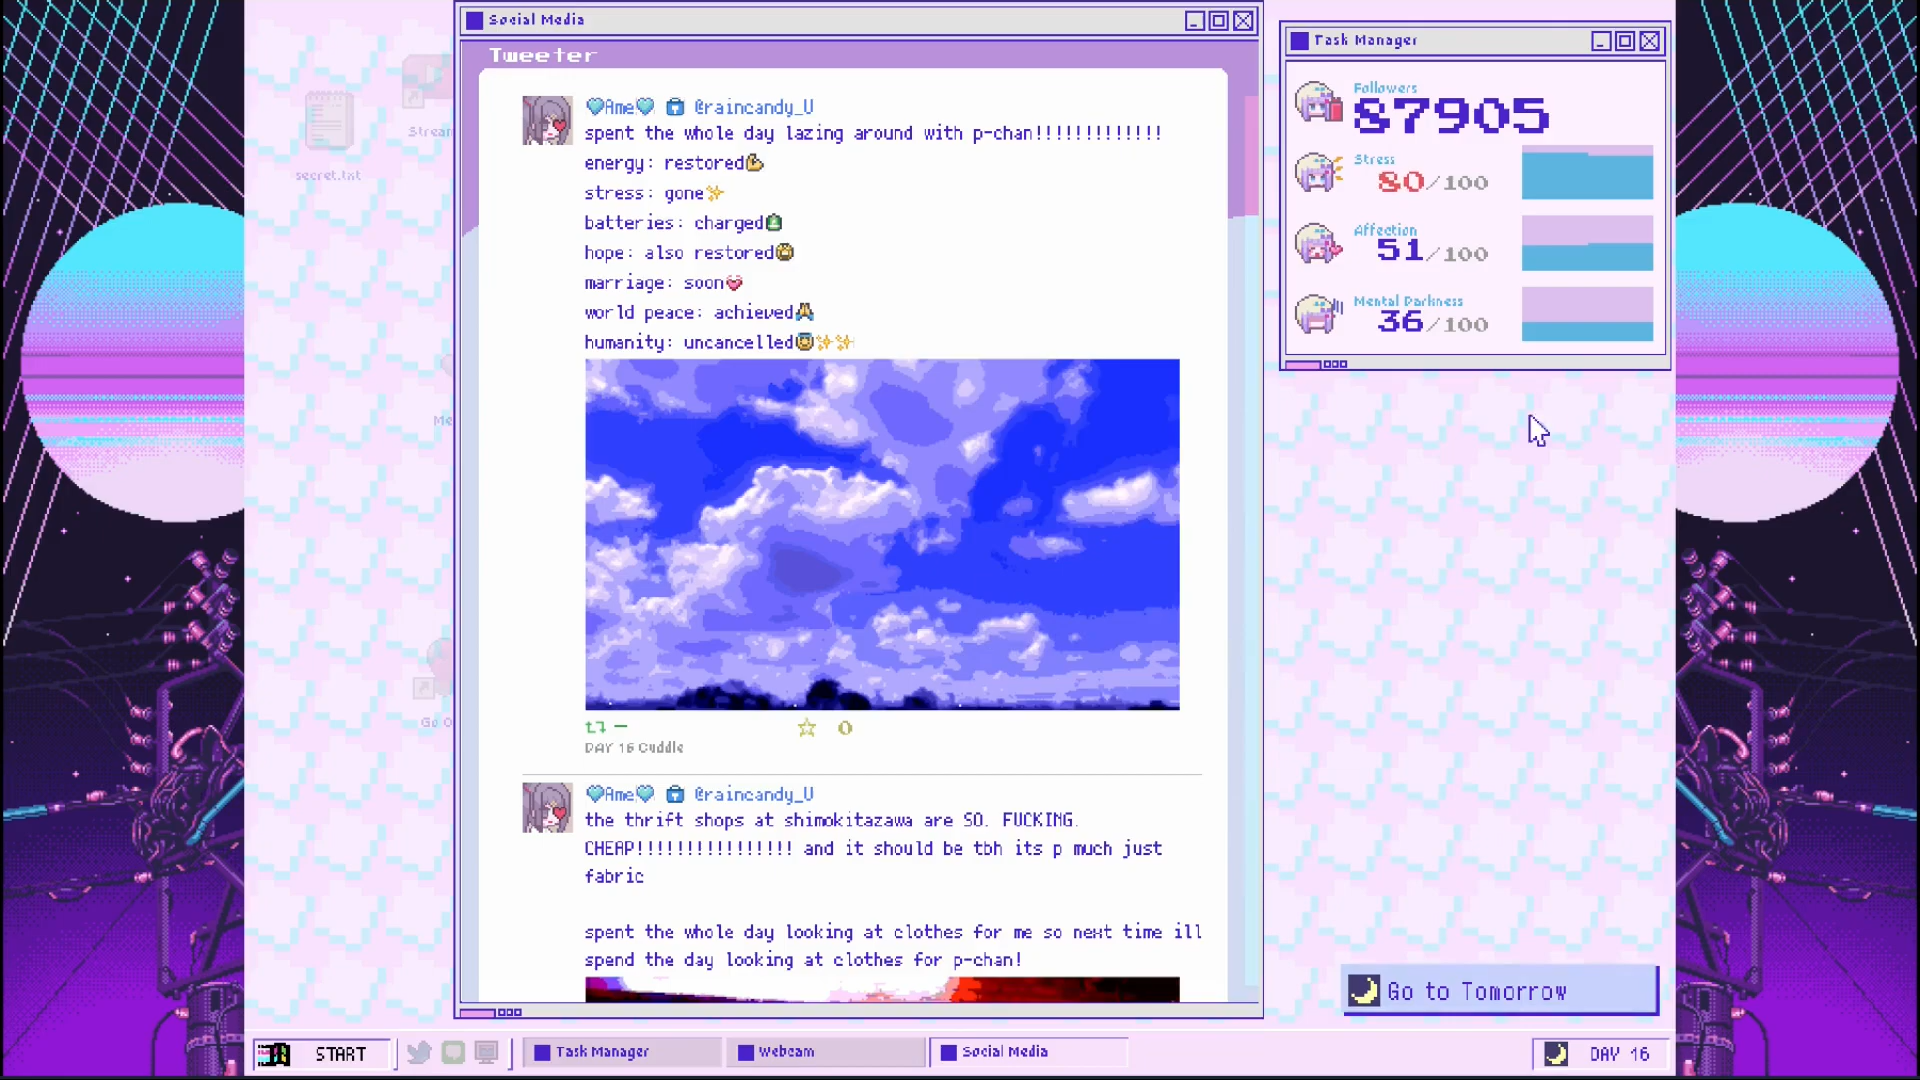 Social Media
Tweeter
Ame @raincandy_U
spent the whole day lazing around with p-chan!!!!!!!!!!!!!
energy: restored
stress: gone
batteries: charged
hope: also restored
marriage: soon
world peace: achieved
humanity: uncancelled
0
DAY 16 Cuddle
Ame @raincandy_U
the thrift shops at shimokitazawa are SO. FUCKING.
CHEAP!!!!!!!!!!!!!!!! and it should be tbh its p much just
fabric
spent the whole day looking at clothes for me so next time ill
spend the day looking at clothes for p-chan!
Task Manager
Followers
87905
Stress
80/100
Affection
51/100
Mental Darkness
36/100
secret.txt
Go to Tomorrow
START
Task Manager
Webcam
Social Media
DAY 16